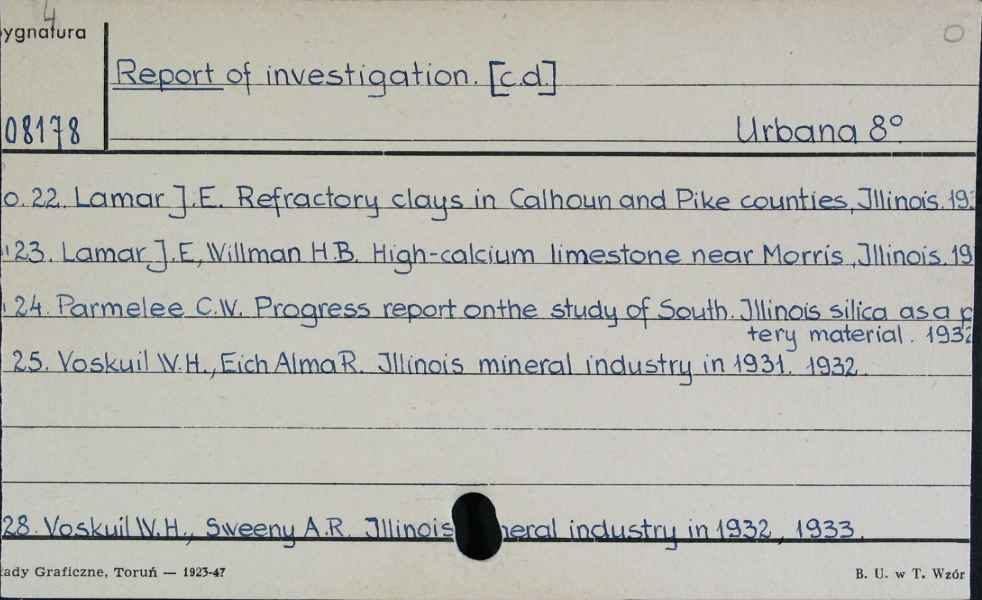 4
ygnatura
Report of investigation. [c.d]
08178
Urbana 8°.
o. 22. Lamar J.E. Refractory clays in Calhoun and Pike counties, Illinois. 193
23. Lamar J.E., Willman H.B. High-calcium limestone near Morris, Illinois. 19
24. Parmelee C.W. Progress report on the study of South. Illinois silica as a p
tery material. 1932
25. Voskuil W.H., Eich Alma R. Illinois mineral industry in 1931. 1932.
28. Voskuil W.H., Sweeny A.R. Illinois neral industry in 1932, 1933.
ady Graficzne, Toruń — 1923-47
B. U. w T. Wzór